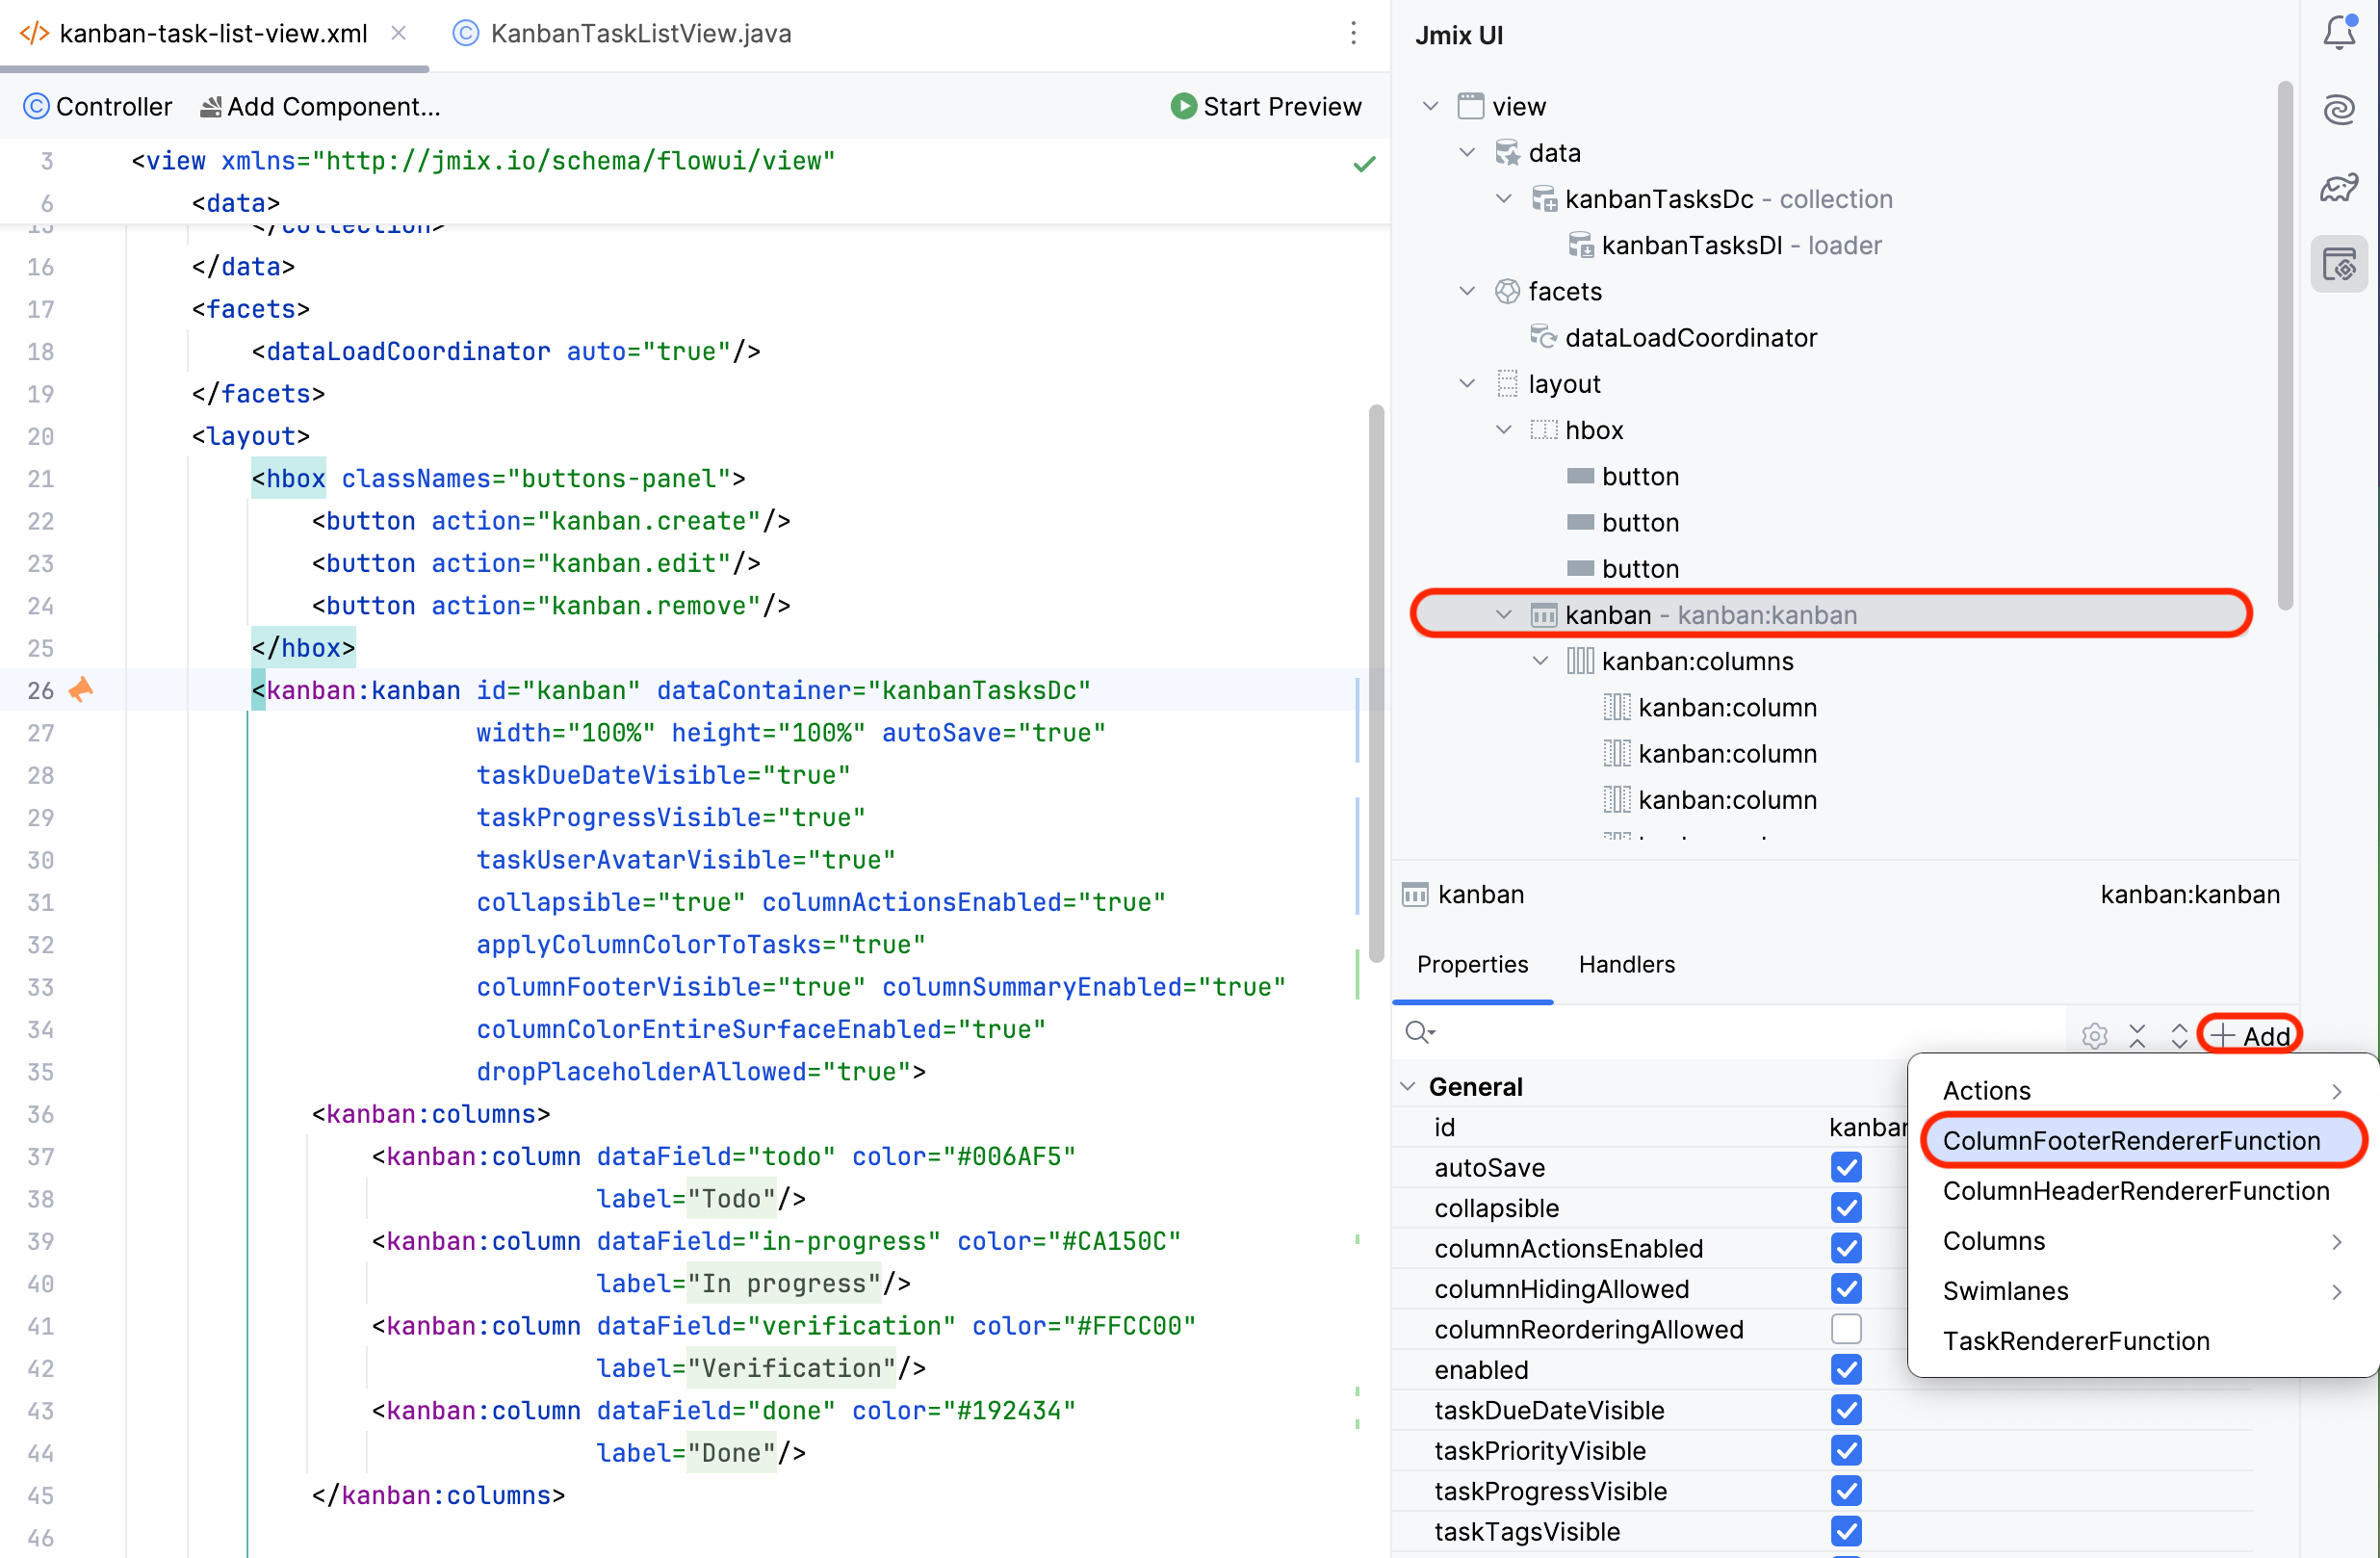 kanban-task-list-view.xml
KanbanTaskListView.java
Controller
Add Component...
Start Preview
3 <view xmlns="http://jmix.io/schema/flowui/view"
6 <data>
15 </collection>
16 </data>
17 <facets>
18 <dataLoadCoordinator auto="true"/>
19 </facets>
20 <layout>
21 <hbox classNames="buttons-panel">
22 <button action="kanban.create"/>
23 <button action="kanban.edit"/>
24 <button action="kanban.remove"/>
25 </hbox>
26 <kanban:kanban id="kanban" dataContainer="kanbanTasksDc"
27 width="100%" height="100%" autoSave="true"
28 taskDueDateVisible="true"
29 taskProgressVisible="true"
30 taskUserAvatarVisible="true"
31 collapsible="true" columnActionsEnabled="true"
32 applyColumnColorToTasks="true"
33 columnFooterVisible="true" columnSummaryEnabled="true"
34 columnColorEntireSurfaceEnabled="true"
35 dropPlaceholderAllowed="true">
36 <kanban:columns>
37 <kanban:column dataField="todo" color="#006AF5"
38 label="Todo"/>
39 <kanban:column dataField="in-progress" color="#CA150C"
40 label="In progress"/>
41 <kanban:column dataField="verification" color="#FFCC00"
42 label="Verification"/>
43 <kanban:column dataField="done" color="#192434"
44 label="Done"/>
45 </kanban:columns>
46
Jmix UI
view
data
kanbanTasksDc - collection
kanbanTasksDl - loader
facets
dataLoadCoordinator
layout
hbox
button
button
button
kanban - kanban:kanban
kanban:columns
kanban:column
kanban:column
kanban:column
kanban
kanban:kanban
Properties
Handlers
Add
General
id kanban
autoSave
collapsible
columnActionsEnabled
columnHidingAllowed
columnReorderingAllowed
enabled
taskDueDateVisible
taskPriorityVisible
taskProgressVisible
taskTagsVisible
Actions
ColumnFooterRendererFunction
ColumnHeaderRendererFunction
Columns
Swimlanes
TaskRendererFunction